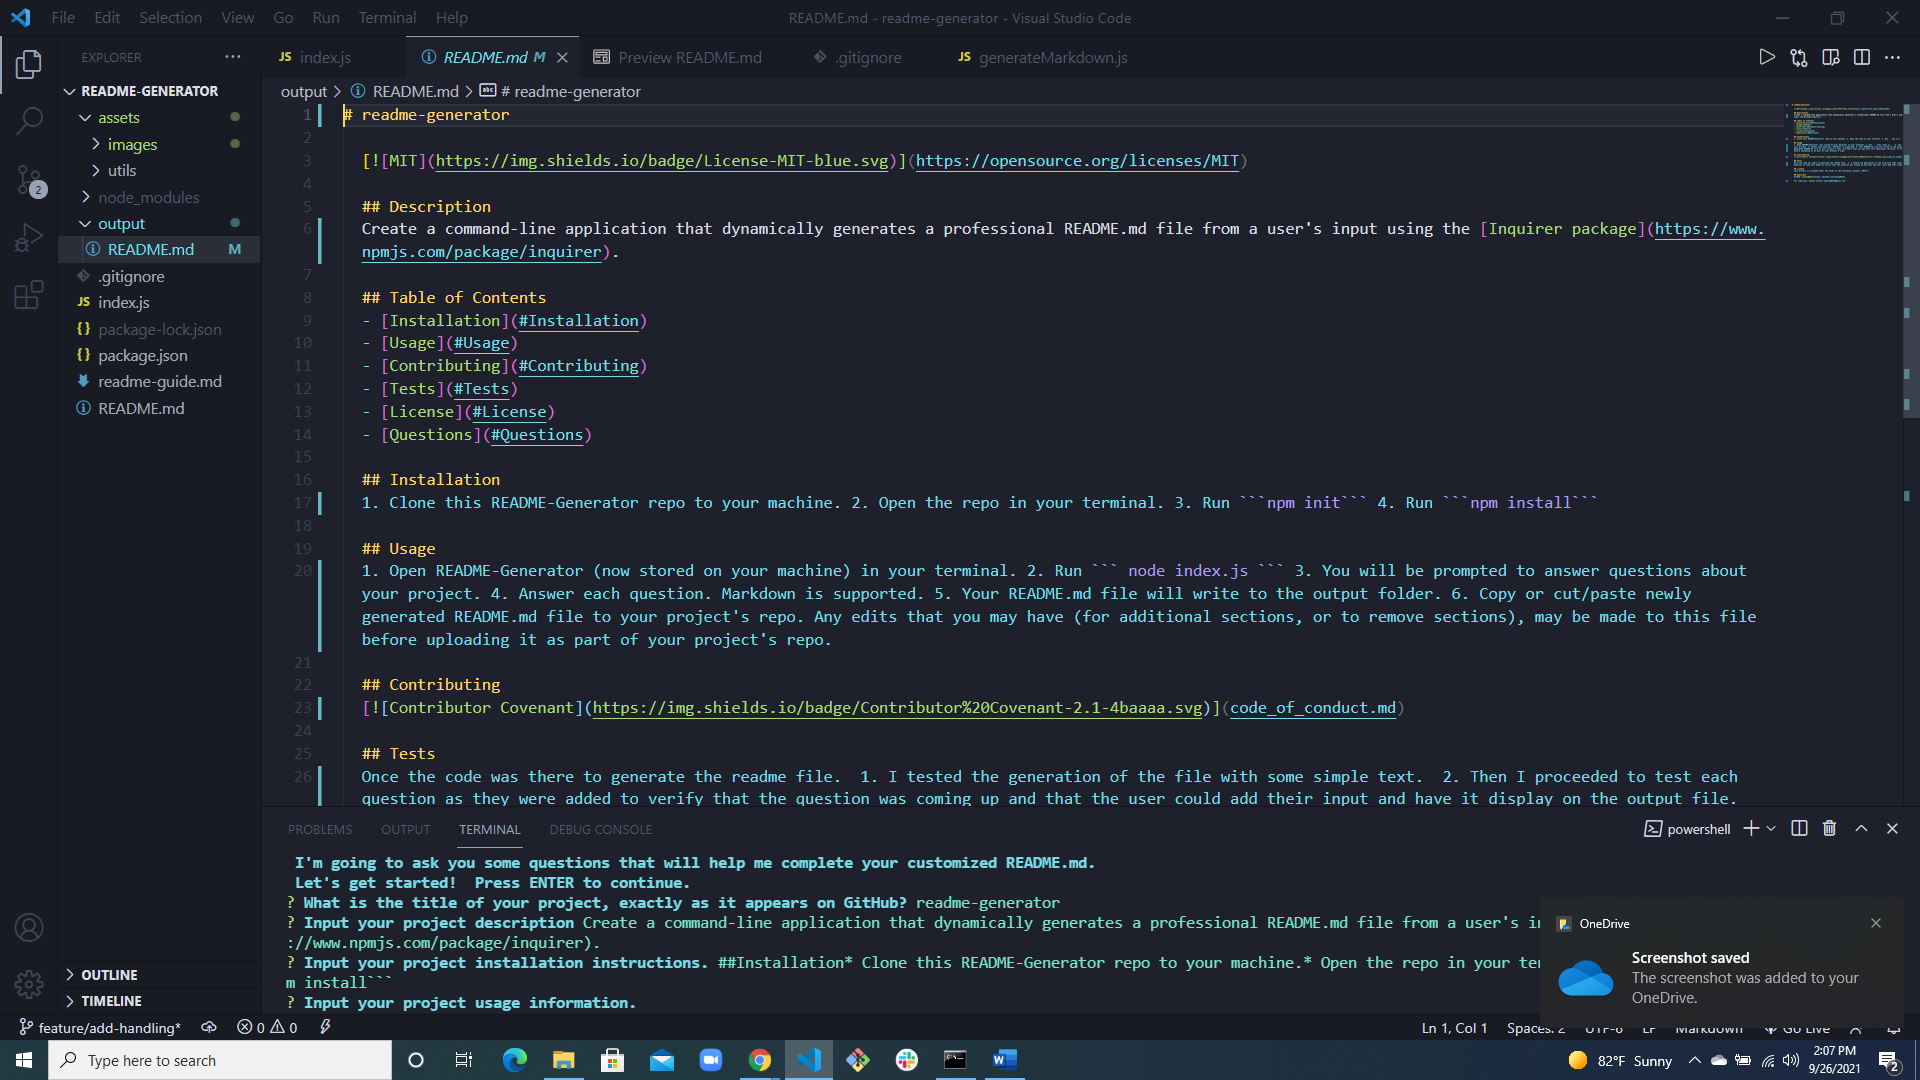 File Edit Selection View Go Run Terminal Help
README.md - readme-generator - Visual Studio Code
EXPLORER
README-GENERATOR
assets
images
utils
node_modules
output
README.md M
.gitignore
index.js
package-lock.json
package.json
readme-guide.md
README.md
OUTLINE
TIMELINE
2
JS index.js
README.md M
Preview README.md
.gitignore
JS generateMarkdown.js
output > README.md > # readme-generator
1 # readme-generator
2
3 [![MIT](https://img.shields.io/badge/License-MIT-blue.svg)](https://opensource.org/licenses/MIT)
4
5 ## Description
6 Create a command-line application that dynamically generates a professional README.md file from a user's input using the [Inquirer package](https://www.
npmjs.com/package/inquirer).
7
8 ## Table of Contents
9 - [Installation](#Installation)
10 - [Usage](#Usage)
11 - [Contributing](#Contributing)
12 - [Tests](#Tests)
13 - [License](#License)
14 - [Questions](#Questions)
15
16 ## Installation
17 1. Clone this README-Generator repo to your machine. 2. Open the repo in your terminal. 3. Run ```npm init``` 4. Run ```npm install```
18
19 ## Usage
20 1. Open README-Generator (now stored on your machine) in your terminal. 2. Run ``` node index.js ``` 3. You will be prompted to answer questions about
your project. 4. Answer each question. Markdown is supported. 5. Your README.md file will write to the output folder. 6. Copy or cut/paste newly
generated README.md file to your project's repo. Any edits that you may have (for additional sections, or to remove sections), may be made to this file
before uploading it as part of your project's repo.
21
22 ## Contributing
23 [![Contributor Covenant](https://img.shields.io/badge/Contributor%20Covenant-2.1-4baaaa.svg)](code_of_conduct.md)
24
25 ## Tests
26 Once the code was there to generate the readme file.  1. I tested the generation of the file with some simple text.  2. Then I proceeded to test each
question as they were added to verify that the question was coming up and that the user could add their input and have it display on the output file.
PROBLEMS OUTPUT TERMINAL DEBUG CONSOLE
powershell
I'm going to ask you some questions that will help me complete your customized README.md.
Let's get started!  Press ENTER to continue.
? What is the title of your project, exactly as it appears on GitHub? readme-generator
? Input your project description Create a command-line application that dynamically generates a professional README.md file from a user's in
://www.npmjs.com/package/inquirer).
? Input your project installation instructions. ##Installation* Clone this README-Generator repo to your machine.* Open the repo in your ter
m install```
? Input your project usage information.
OneDrive
Screenshot saved
The screenshot was added to your
OneDrive.
feature/add-handling* 0 0
Ln 1, Col 1 Spaces: 2 UTF-8 LF Markdown Go Live
Type here to search
82°F Sunny
2:07 PM
9/26/2021
2